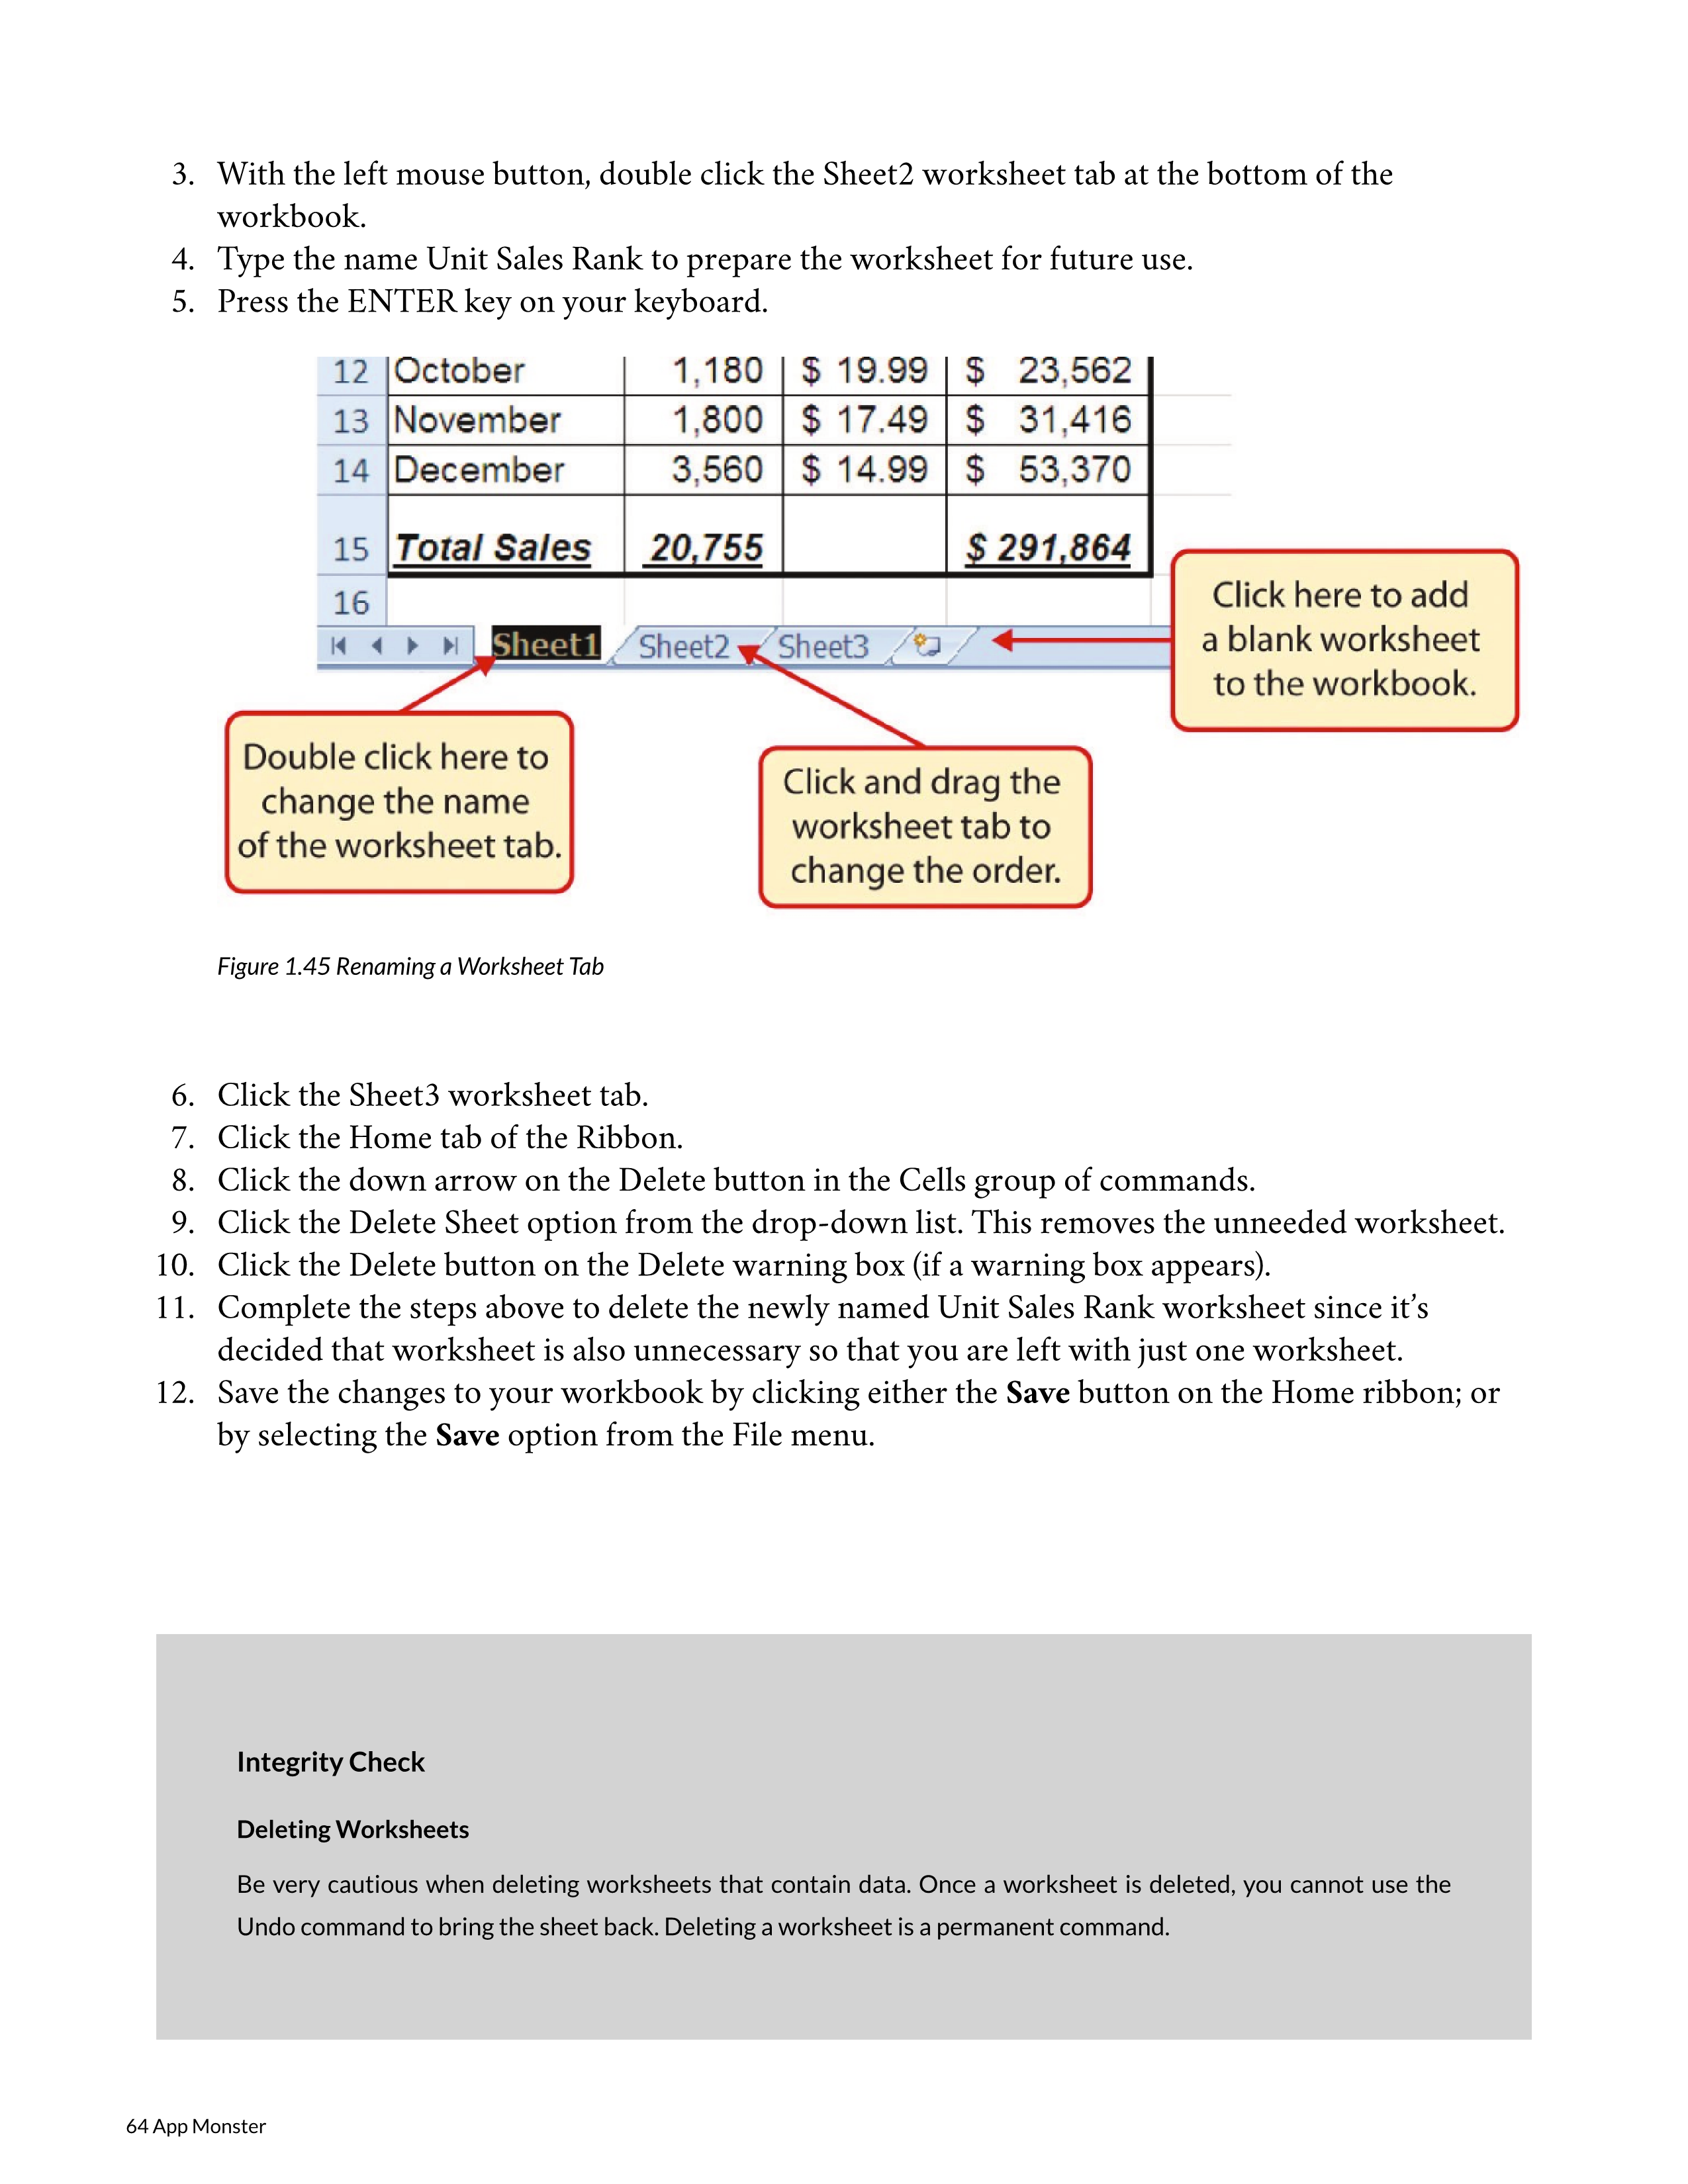 3. With the left mouse button, double click the Sheet2 worksheet tab at the bottom of the
workbook.
4. Type the name Unit Sales Rank to prepare the worksheet for future use.
5. Press the ENTER key on your keyboard.
12 October 1,180 $ 19.99 $ 23,562
13 November 1,800 $ 17.49 $ 31,416
14 December 3,560 $ 14.99 $ 53,370
15 Total Sales 20,755 $ 291,864
16
Sheet1 Sheet2 Sheet3
Click here to add
a blank worksheet
to the workbook.
Double click here to
change the name
of the worksheet tab.
Click and drag the
worksheet tab to
change the order.
Figure 1.45 Renaming a Worksheet Tab
6. Click the Sheet3 worksheet tab.
7. Click the Home tab of the Ribbon.
8. Click the down arrow on the Delete button in the Cells group of commands.
9. Click the Delete Sheet option from the drop-down list. This removes the unneeded worksheet.
10. Click the Delete button on the Delete warning box (if a warning box appears).
11. Complete the steps above to delete the newly named Unit Sales Rank worksheet since it’s
decided that worksheet is also unnecessary so that you are left with just one worksheet.
12. Save the changes to your workbook by clicking either the Save button on the Home ribbon; or
by selecting the Save option from the File menu.
Integrity Check
Deleting Worksheets
Be very cautious when deleting worksheets that contain data. Once a worksheet is deleted, you cannot use the
Undo command to bring the sheet back. Deleting a worksheet is a permanent command.
64 App Monster